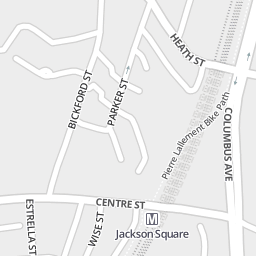 HEATH ST
BICKFORD ST
PARKER ST
Pierre Lallement Bike Path
COLUMBUS AVE
CENTRE ST
ESTRELLA ST
WISE ST
M
Jackson Square